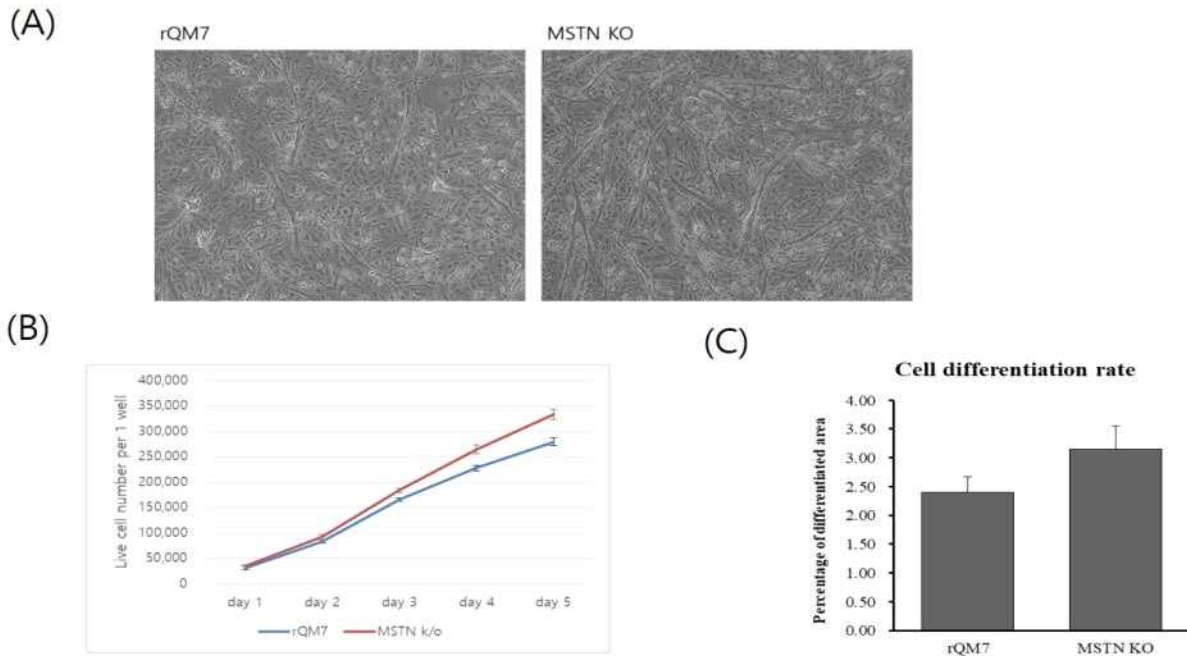 (A)
rQM7
MSTN KO
(B)
400,000
350,000
300,000
250,000
200,000
150,000
100,000
50,000
0
Live cell number per 1 well
day 1 day 2 day 3 day 4 day 5
rQM7 MSTN k/o
(C)
Cell differentiation rate
4.00
3.50
3.00
2.50
2.00
1.50
1.00
0.50
0.00
Percentage of differentiated area
rQM7 MSTN KO